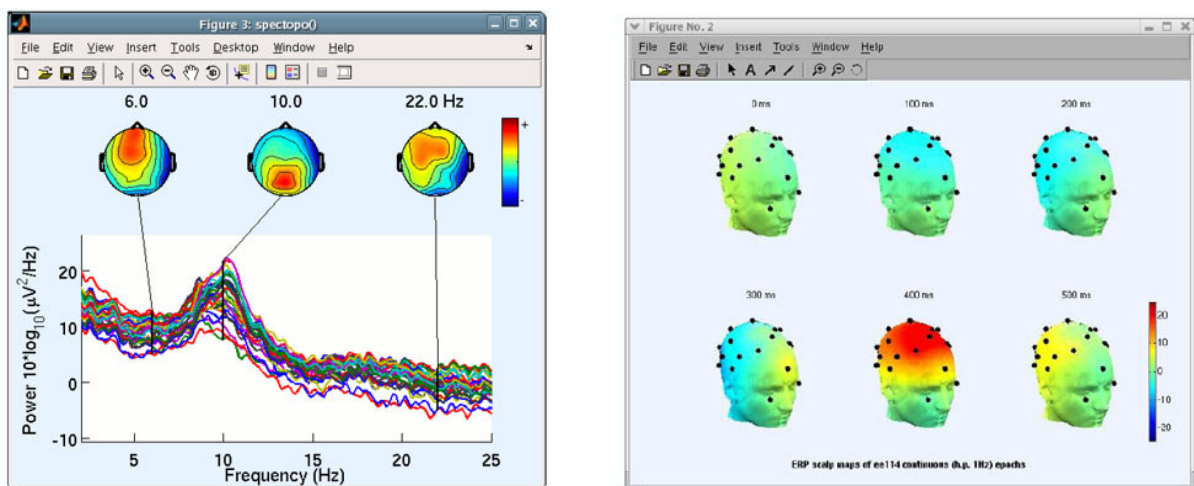 Figure 3: spectopo()
File Edit View Insert Tools Desktop Window Help
6.0 10.0 22.0 Hz
+
-
Power 10*log10(μV2/Hz)
20
10
0
-10
5 10 15 20 25
Frequency (Hz)
Figure No. 2
File Edit View Insert Tools Window Help
A
0 ms 100 ms 200 ms
300 ms 400 ms 500 ms
20
10
0
-10
-20
ERP scalp maps of ee114 continuous (h.p. 1Hz) epochs